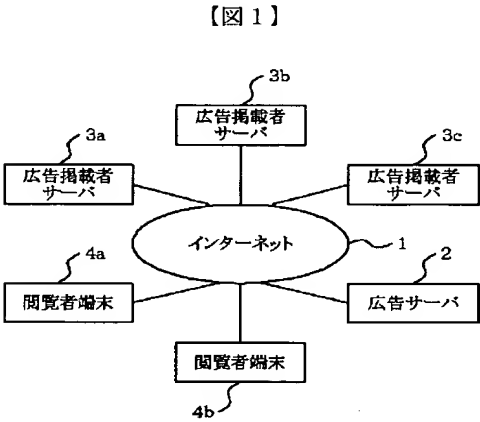 【図1】
3b
広告掲載者
サーバ
3a
広告掲載者
サーバ
3c
広告掲載者
サーバ
インターネット
1
4a
閲覧者端末
2
広告サーバ
閲覧者端末
4b